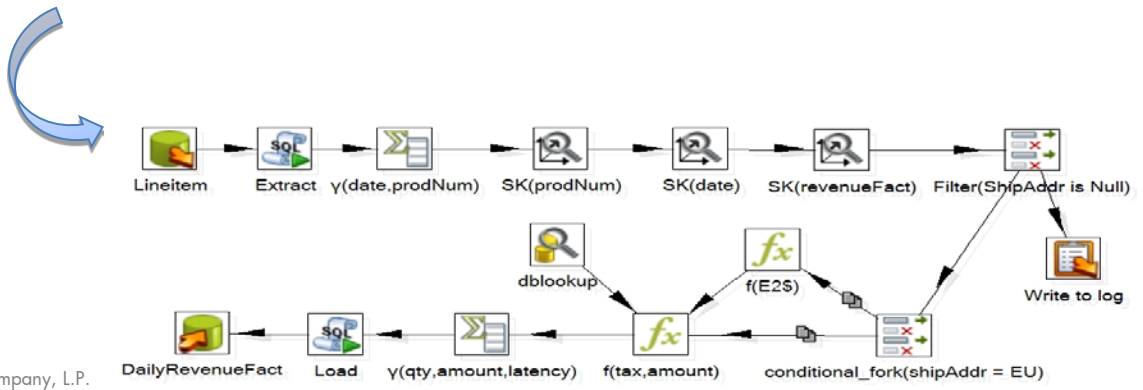 Lineitem Extract γ(date,prodNum) SK(prodNum) SK(date) SK(revenueFact) Filter(ShipAddr is Null)
dblookup
f(E2$)
Write to log
DailyRevenueFact Load γ(qty,amount,latency) f(tax,amount) conditional_fork(shipAddr = EU)
mpany, L.P.